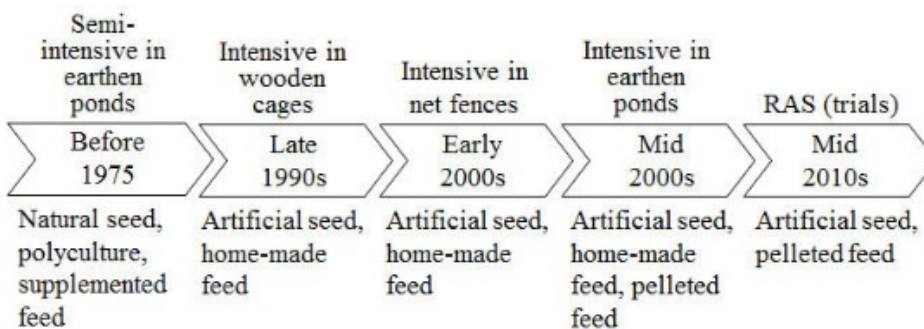 Semi-
intensive in
earthen
ponds
Before
1975
Natural seed,
polyculture,
supplemented
feed
Intensive in
wooden
cages
Late
1990s
Artificial seed,
home-made
feed
Intensive in
net fences
Early
2000s
Artificial seed,
home-made
feed
Intensive in
earthen
ponds
Mid
2000s
Artificial seed,
home-made
feed, pelleted
feed
RAS (trials)
Mid
2010s
Artificial seed,
pelleted feed